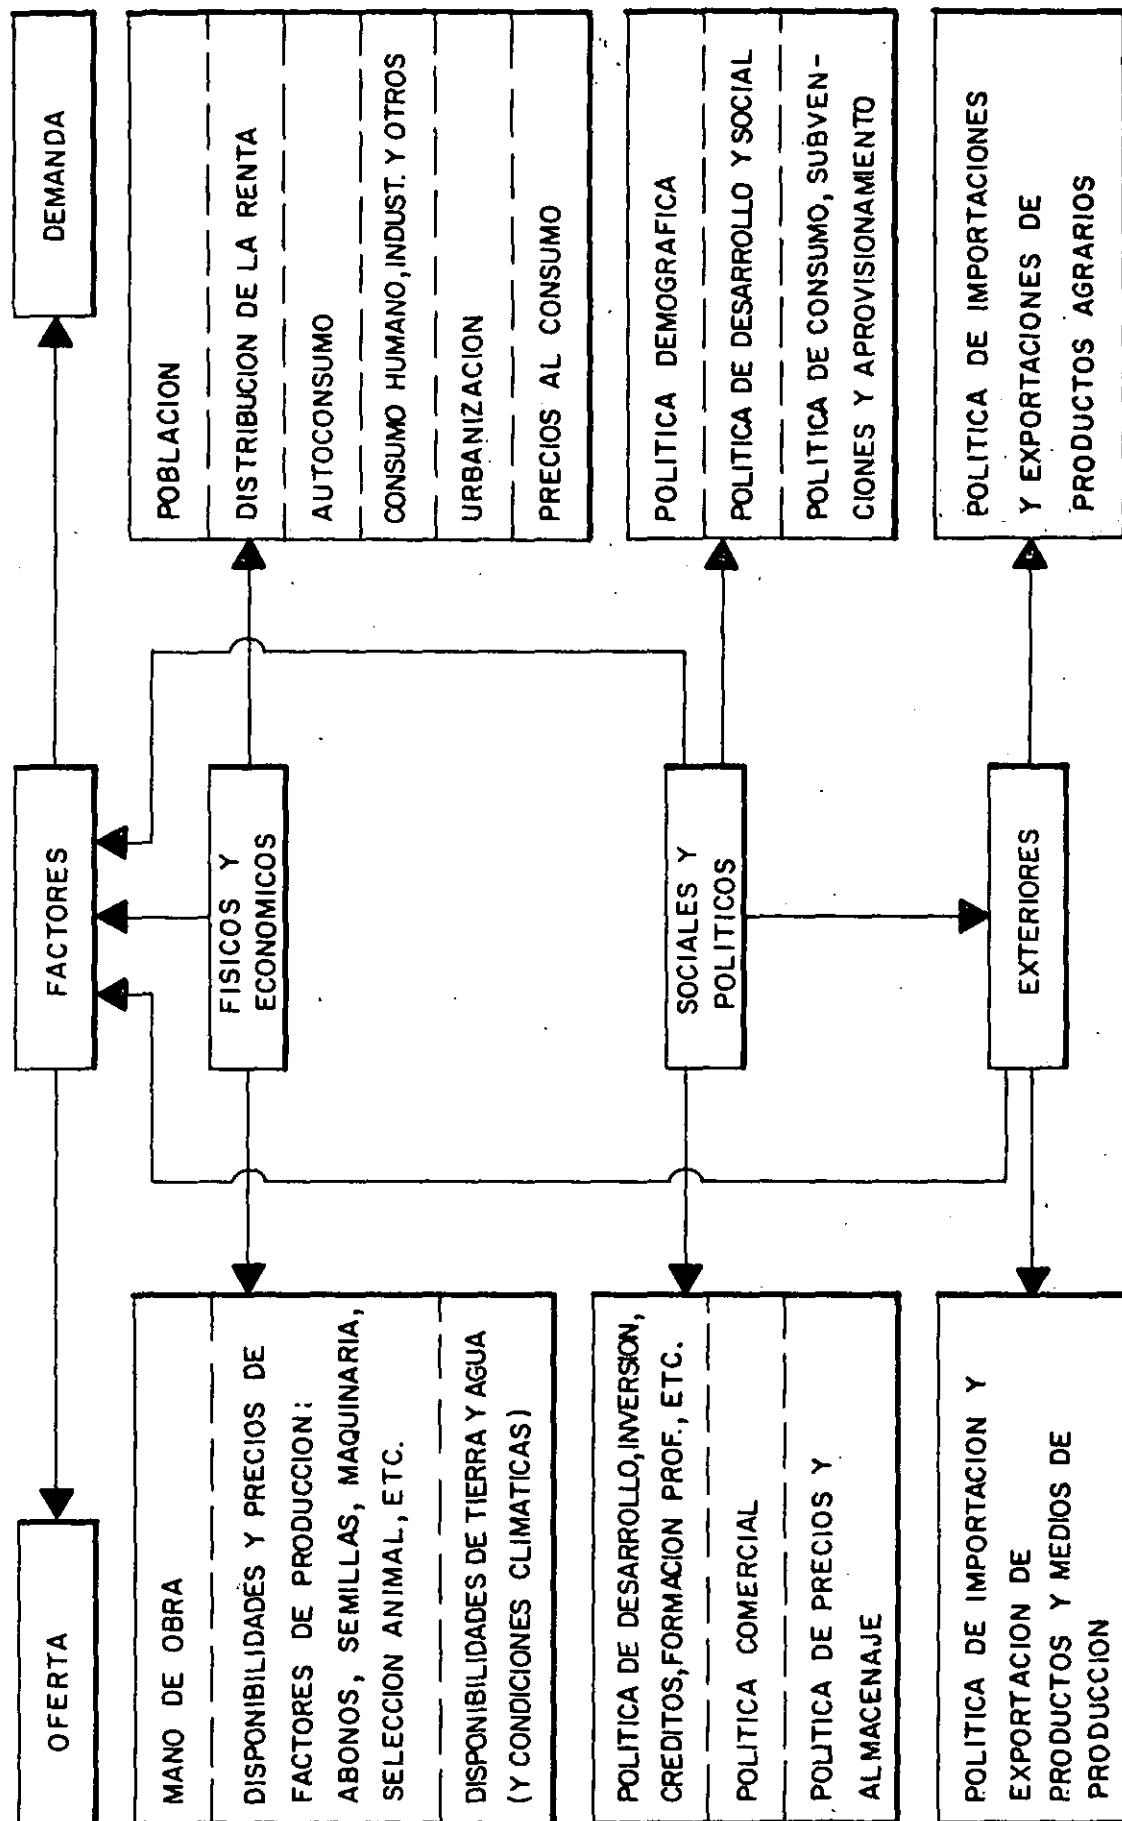 OFERTA
FACTORES
DEMANDA
MANO DE OBRA
DISPONIBILIDADES Y PRECIOS DE
FACTORES DE PRODUCCION:
ABONOS, SEMILLAS, MAQUINARIA,
SELECCION ANIMAL, ETC.
DISPONIBILIDADES DE TIERRA Y AGUA
(Y CONDICIONES CLIMATICAS)
FISICOS Y
ECONOMICOS
POBLACION
DISTRIBUCION DE LA RENTA
AUTOCONSUMO
CONSUMO HUMANO, INDUST. Y OTROS
URBANIZACION
PRECIOS AL CONSUMO
POLITICA DE DESARROLLO, INVERSION,
CREDITOS, FORMACION PROF., ETC.
POLITICA COMERCIAL
POLITICA DE PRECIOS Y
ALMACENAJE
SOCIALES Y
POLITICOS
POLITICA DEMOGRAFICA
POLITICA DE DESARROLLO Y SOCIAL
POLITICA DE CONSUMO, SUBVEN-
CIONES Y APROVISIONAMIENTO
POLITICA DE IMPORTACION Y
EXPORTACION DE
PRODUCTOS Y MEDIOS DE
PRODUCCION
EXTERIORES
POLITICA DE IMPORTACIONES
Y EXPORTACIONES DE
PRODUCTOS AGRARIOS